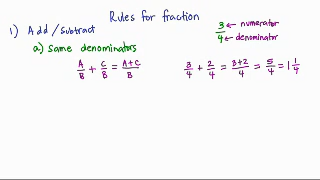 Rules for fraction
3/4 ← numerator
← denominator
1) Add / Subtract
a) Same denominators
A/B + C/B = A+C/B
3/4 + 2/4 = 3+2/4 = 5/4 = 1 1/4